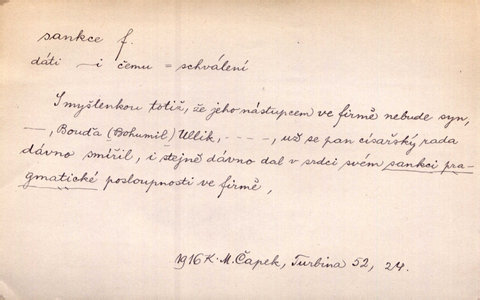 sankce f.
dáti —i čemu = schválení
S myšlenkou totiž, že jeho nástupcem ve firmě nebude syn,
—, Bouďa (Bohumil) Ullik, - - - -, už se pan císařský rada
dávno smířil, i stejně dávno dal v srdci svém sankci pra-
gmatické posloupnosti ve firmě,
1916 K. M. Čapek, Turbina 52, 24.